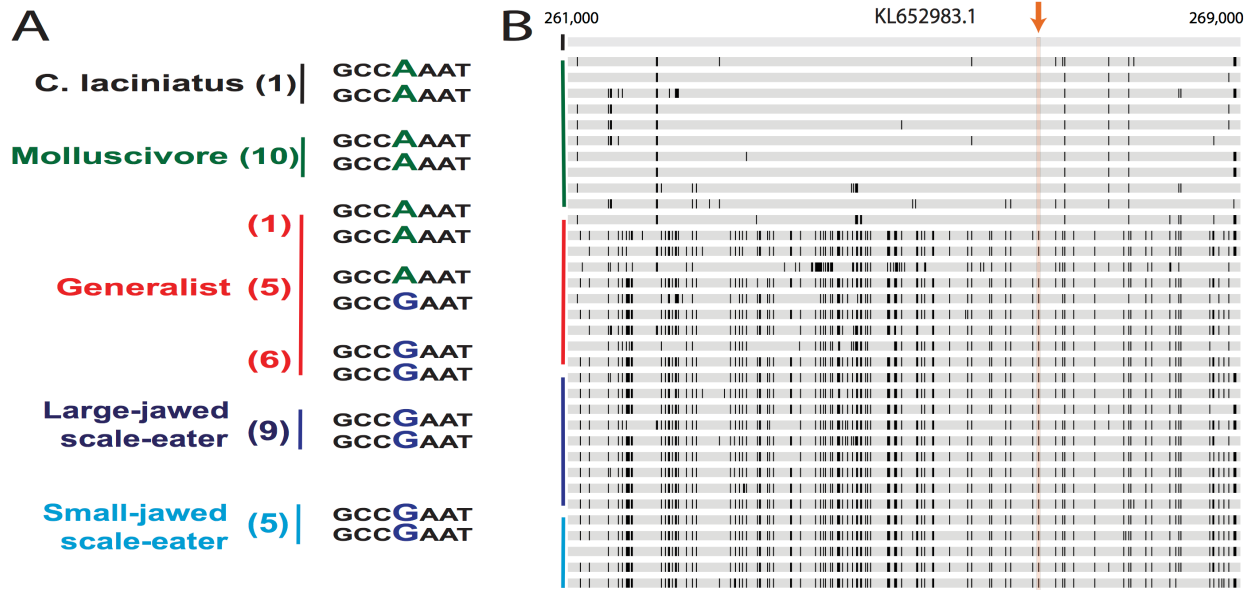 A
C. laciniatus (1)
GCCAAAT
GCCAAAT
Molluscivore (10)
GCCAAAT
GCCAAAT
Generalist
(1)
GCCAAAT
GCCAAAT
(5)
GCCAAAT
GCCGAAT
(6)
GCCGAAT
GCCGAAT
Large-jawed
scale-eater
(9)
GCCGAAT
GCCGAAT
Small-jawed
scale-eater
(5)
GCCGAAT
GCCGAAT
B
261,000
KL652983.1
269,000